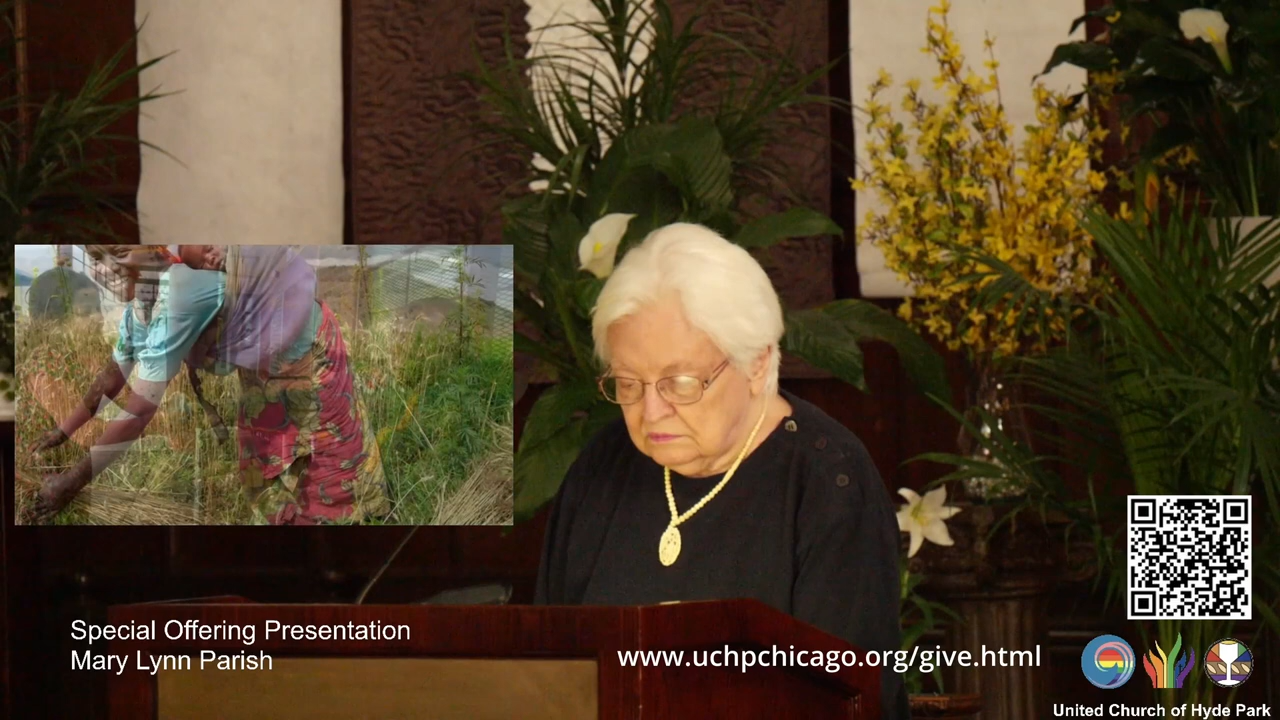 Special Offering Presentation
Mary Lynn Parish
www.uchpchicago.org/give.html
United Church of Hyde Park